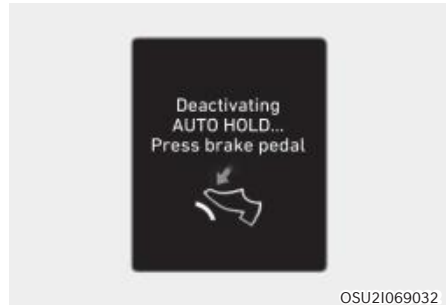 Deactivating
AUTO HOLD...
Press brake pedal
OSU2I069032